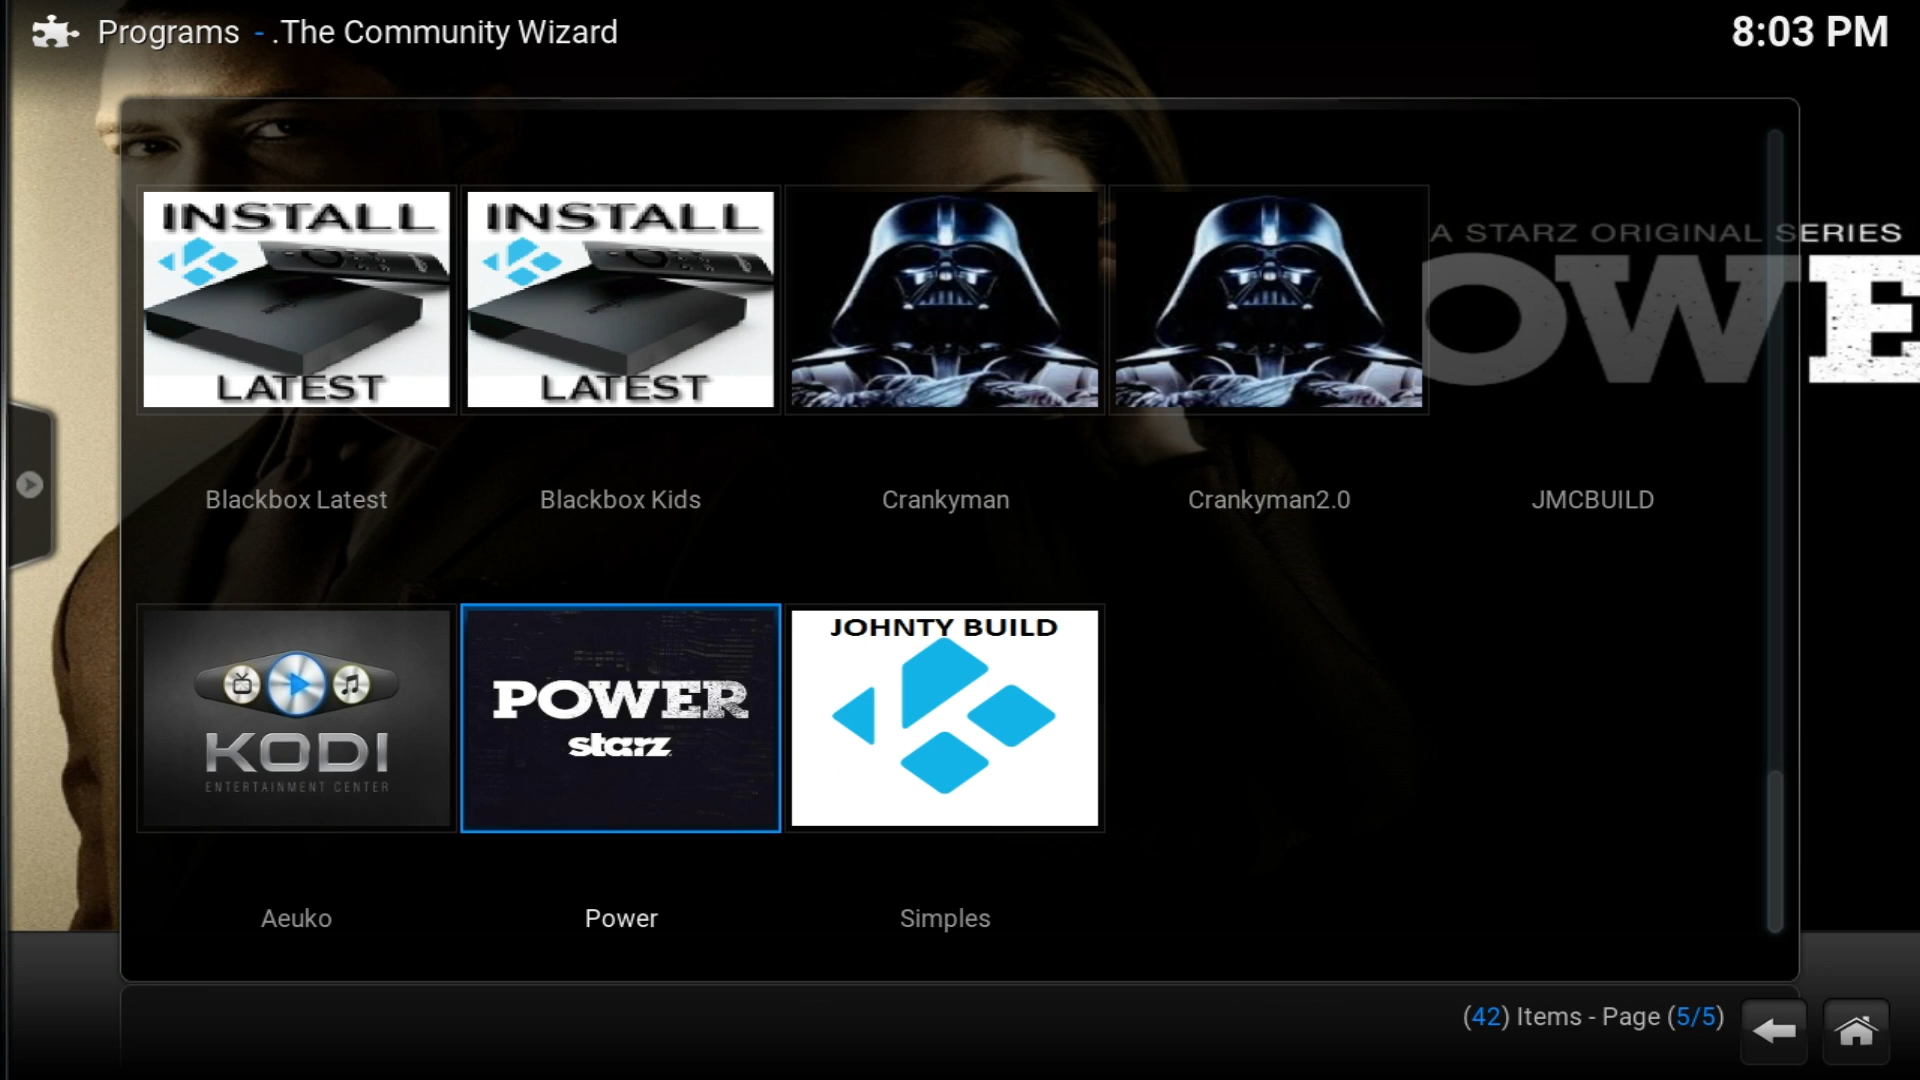 Programs - .The Community Wizard
8:03 PM
A STARZ ORIGINAL SERIES
OWE
INSTALL
LATEST
INSTALL
LATEST
Blackbox Latest
Blackbox Kids
Crankyman
Crankyman2.0
JMCBUILD
KODI
ENTERTAINMENT CENTER
POWER
starz
JOHNTY BUILD
Aeuko
Power
Simples
(42) Items - Page (5/5)